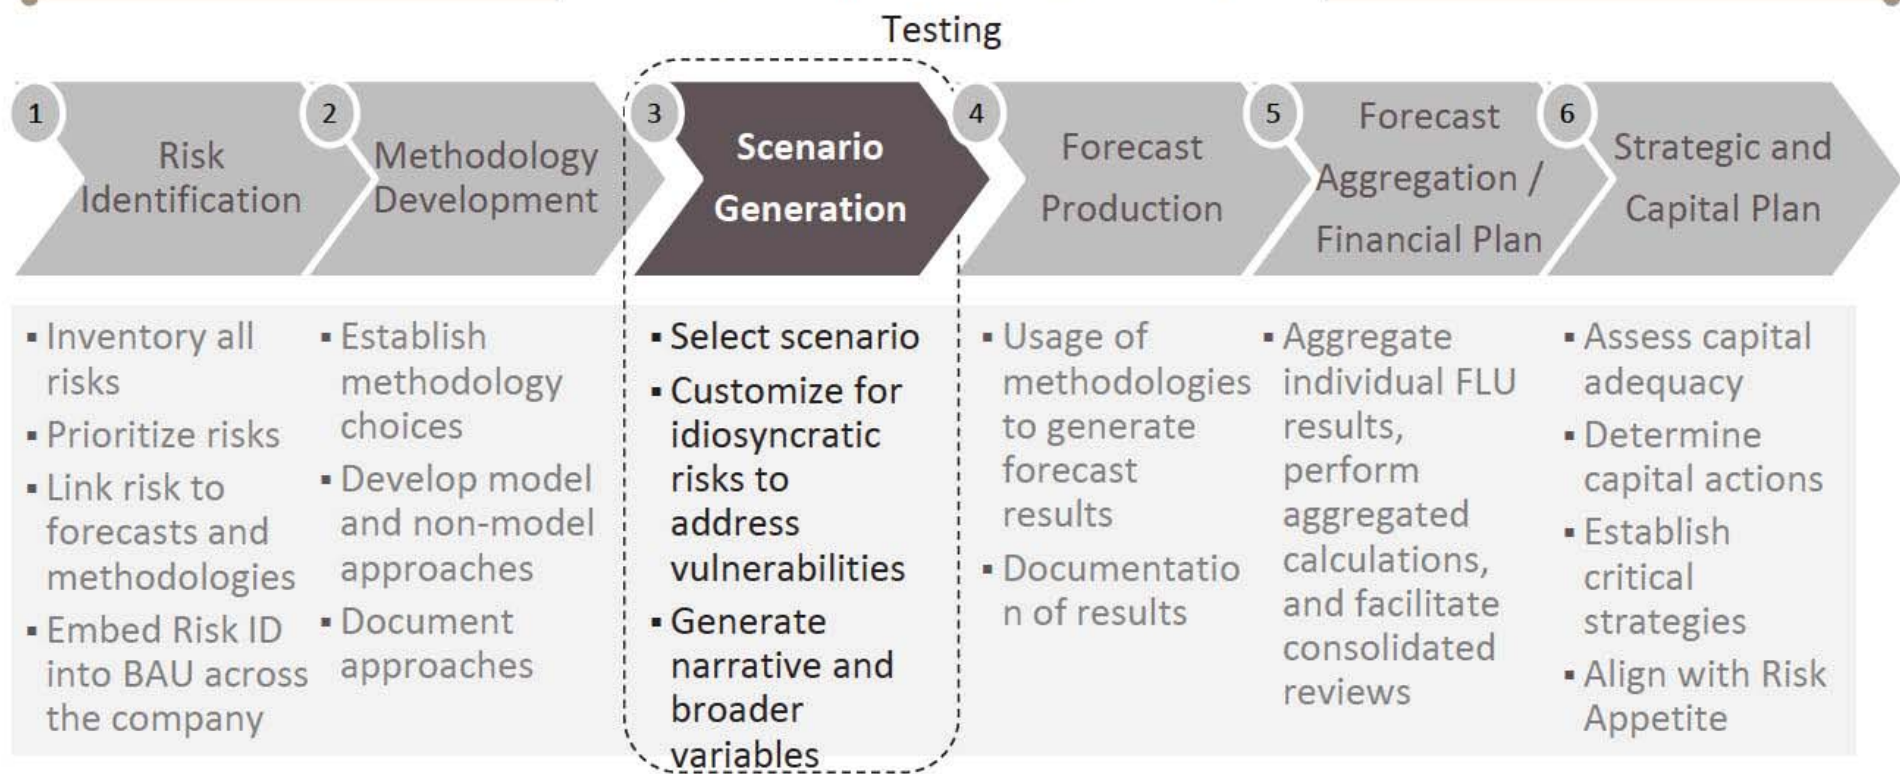 Testing
1
Risk
Identification
2
Methodology
Development
3
Scenario
Generation
4
Forecast
Production
5
Forecast
Aggregation /
Financial Plan
6
Strategic and
Capital Plan
▪ Inventory all
risks
▪ Prioritize risks
▪ Link risk to
forecasts and
methodologies
▪ Embed Risk ID
into BAU across
the company
▪ Establish
methodology
choices
▪ Develop model
and non-model
approaches
▪ Document
approaches
▪ Select scenario
▪ Customize for
idiosyncratic
risks to
address
vulnerabilities
▪ Generate
narrative and
broader
variables
▪ Usage of
methodologies
to generate
forecast
results
▪ Documentatio
n of results
▪ Aggregate
individual FLU
results,
perform
aggregated
calculations,
and facilitate
consolidated
reviews
▪ Assess capital
adequacy
▪ Determine
capital actions
▪ Establish
critical
strategies
▪ Align with Risk
Appetite